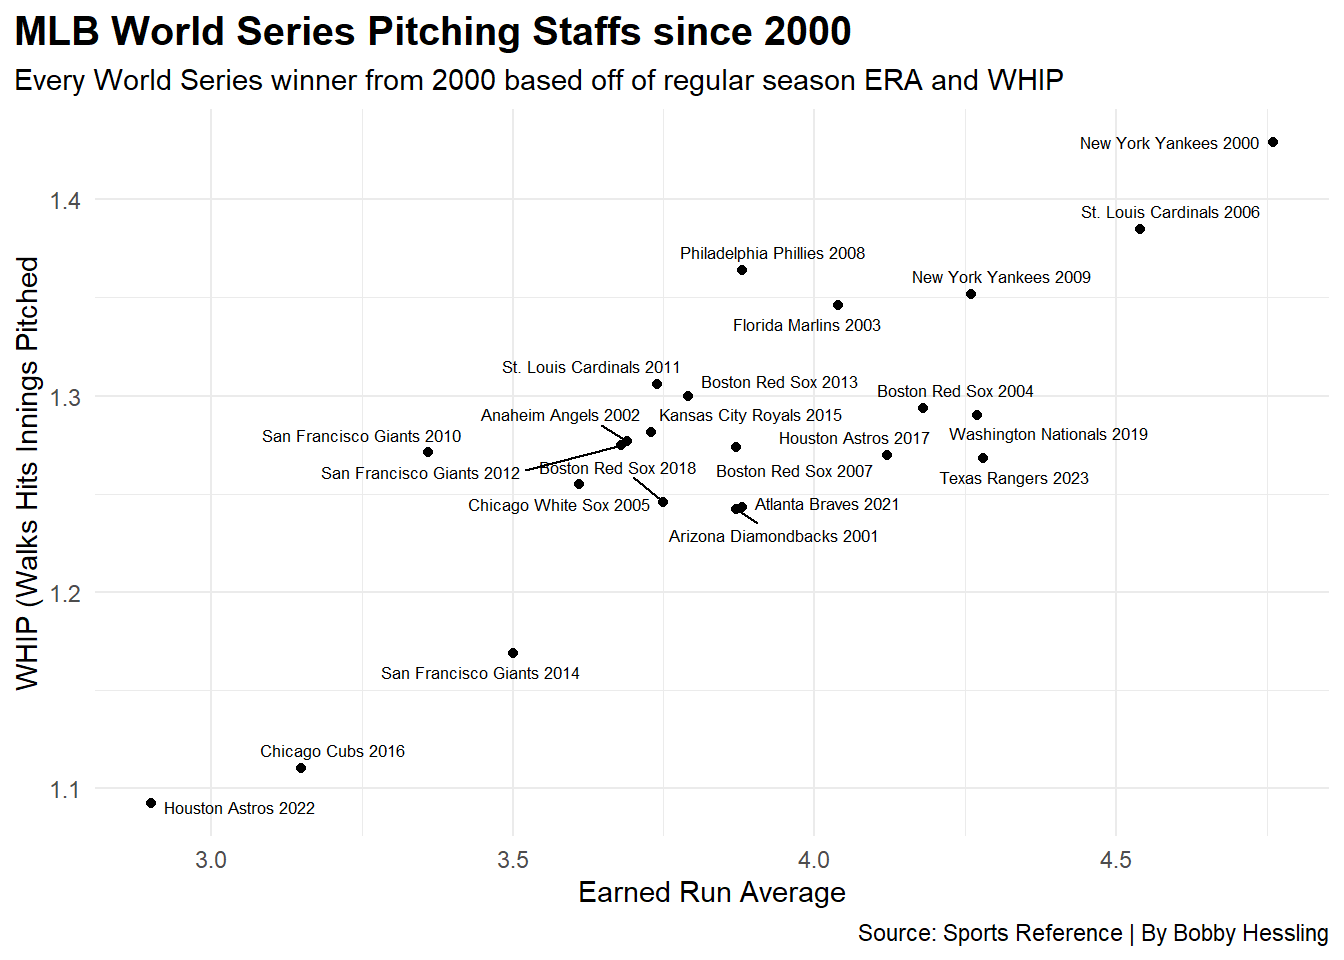 MLB World Series Pitching Staffs since 2000
Every World Series winner from 2000 based off of regular season ERA and WHIP
WHIP (Walks Hits Innings Pitched
1.4
1.3
1.2
1.1
New York Yankees 2000
St. Louis Cardinals 2006
Philadelphia Phillies 2008
New York Yankees 2009
Florida Marlins 2003
St. Louis Cardinals 2011
Boston Red Sox 2013
Boston Red Sox 2004
Anaheim Angels 2002
Kansas City Royals 2015
San Francisco Giants 2010
Houston Astros 2017
Washington Nationals 2019
San Francisco Giants 2012
Boston Red Sox 2018
Boston Red Sox 2007
Texas Rangers 2023
Chicago White Sox 2005
Atlanta Braves 2021
Arizona Diamondbacks 2001
San Francisco Giants 2014
Chicago Cubs 2016
Houston Astros 2022
3.0
3.5
4.0
4.5
Earned Run Average
Source: Sports Reference | By Bobby Hessling